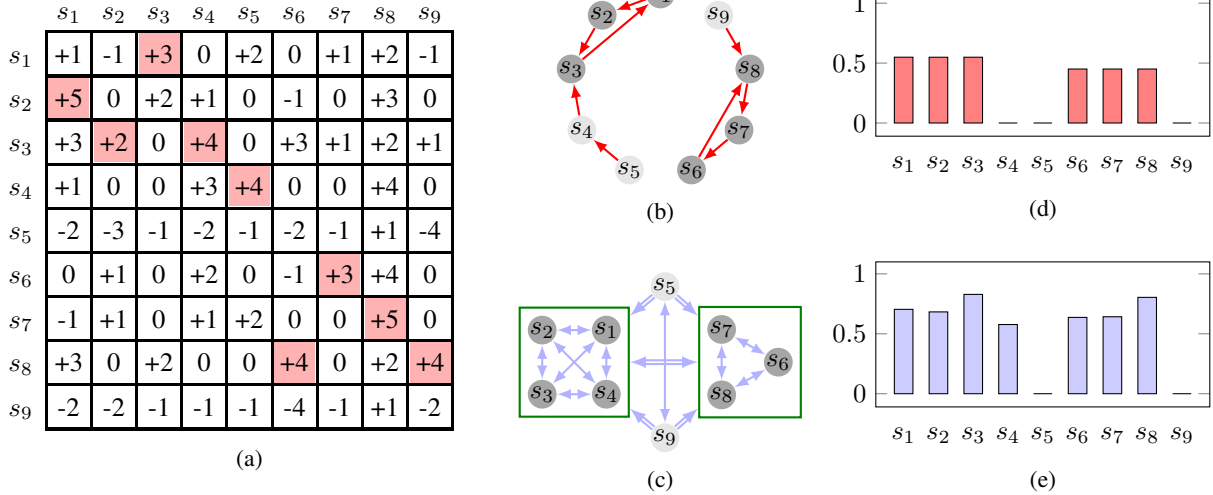 s1 s2 s3 s4 s5 s6 s7 s8 s9
s1 +1 -1 +3 0 +2 0 +1 +2 -1
s2 +5 0 +2 +1 0 -1 0 +3 0
s3 +3 +2 0 +4 0 +3 +1 +2 +1
s4 +1 0 0 +3 +4 0 0 +4 0
s5 -2 -3 -1 -2 -1 -2 -1 +1 -4
s6 0 +1 0 +2 0 -1 +3 +4 0
s7 -1 +1 0 +1 +2 0 0 +5 0
s8 +3 0 +2 0 0 +4 0 +2 +4
s9 -2 -2 -1 -1 -1 -4 -1 +1 -2
(a)
s2 s9
s3 s8
s4 s7
s5 s6
(b)
s5
s2 s1 s7
s6
s3 s4 s8
s9
(c)
1
0.5
0
s1 s2 s3 s4 s5 s6 s7 s8 s9
(d)
1
0.5
0
s1 s2 s3 s4 s5 s6 s7 s8 s9
(e)